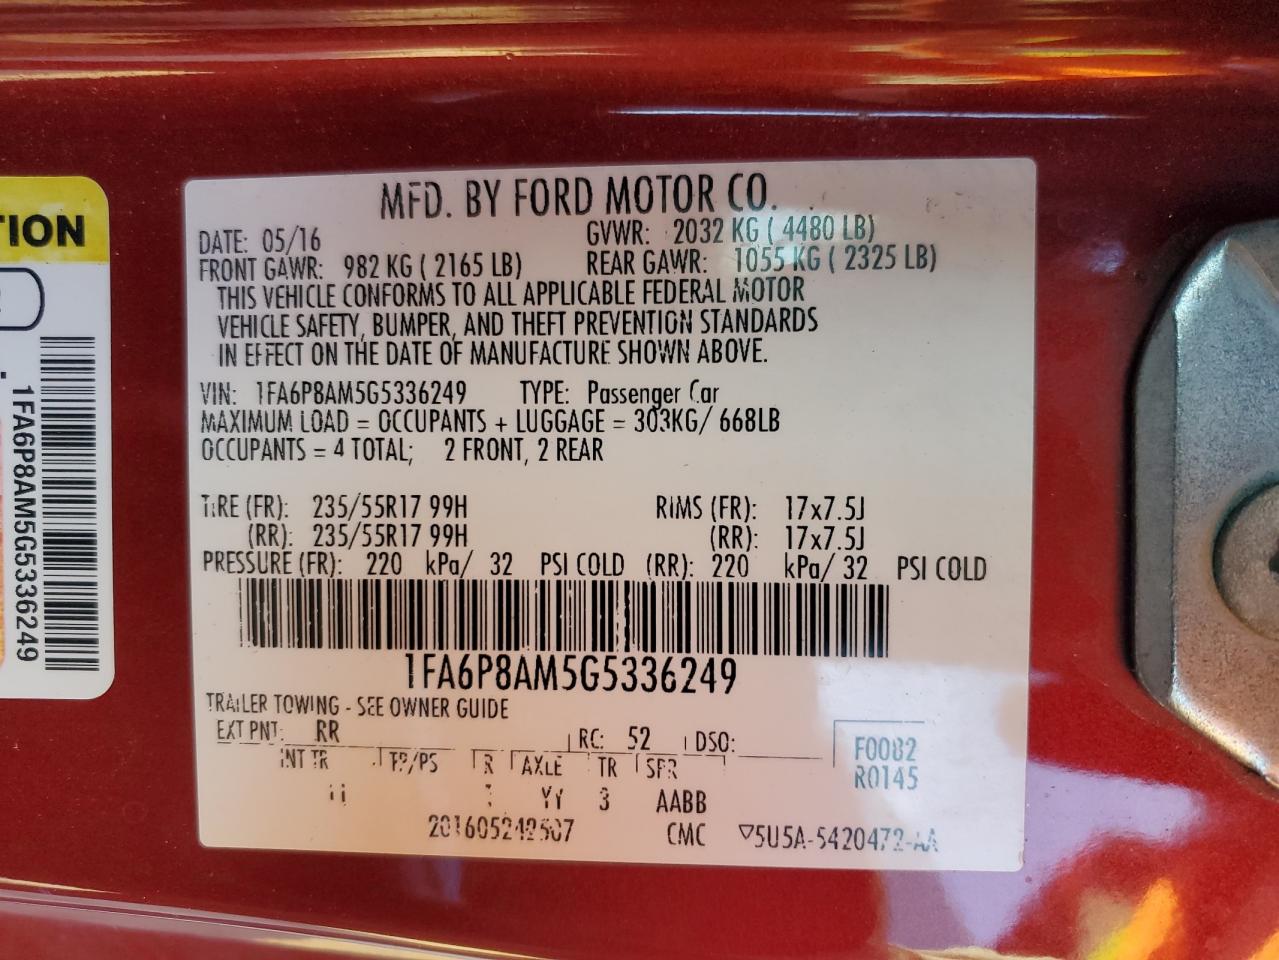 TION
1FA6P8AM5G5336249
MFD. BY FORD MOTOR CO.
DATE: 05/16 GVWR: 2032 KG ( 4480 LB)
FRONT GAWR: 982 KG ( 2165 LB) REAR GAWR: 1055 KG ( 2325 LB)
THIS VEHICLE CONFORMS TO ALL APPLICABLE FEDERAL MOTOR
VEHICLE SAFETY, BUMPER, AND THEFT PREVENTION STANDARDS
IN EFFECT ON THE DATE OF MANUFACTURE SHOWN ABOVE.
VIN: 1FA6P8AM5G5336249 TYPE: Passenger Car
MAXIMUM LOAD = OCCUPANTS + LUGGAGE = 303KG/ 668LB
OCCUPANTS = 4 TOTAL; 2 FRONT, 2 REAR
TIRE (FR): 235/55R17 99H RIMS (FR): 17x7.5J
(RR): 235/55R17 99H (RR): 17x7.5J
PRESSURE (FR): 220 kPa/ 32 PSI COLD (RR): 220 kPa/ 32 PSI COLD
1FA6P8AM5G5336249
TRAILER TOWING - SEE OWNER GUIDE
EXT PNT: RR RC: 52 DSO:
INT TR TP/PS R AXLE TR SPR
YY 3 AABB
F0082
R0145
CMC ▽5U5A-5420472-AA